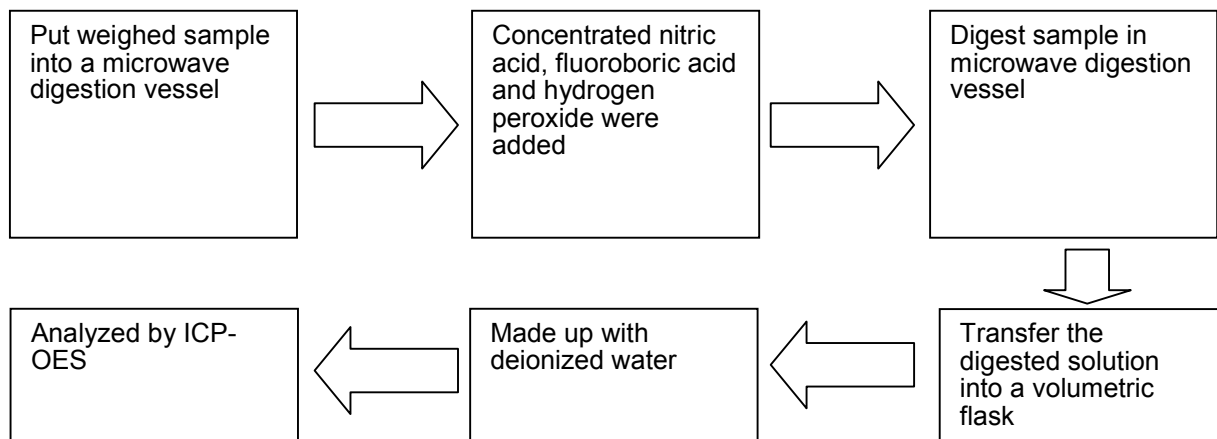 Put weighed sample
into a microwave
digestion vessel
Concentrated nitric
acid, fluoroboric acid
and hydrogen
peroxide were
added
Digest sample in
microwave digestion
vessel
Transfer the
digested solution
into a volumetric
flask
Made up with
deionized water
Analyzed by ICP-
OES